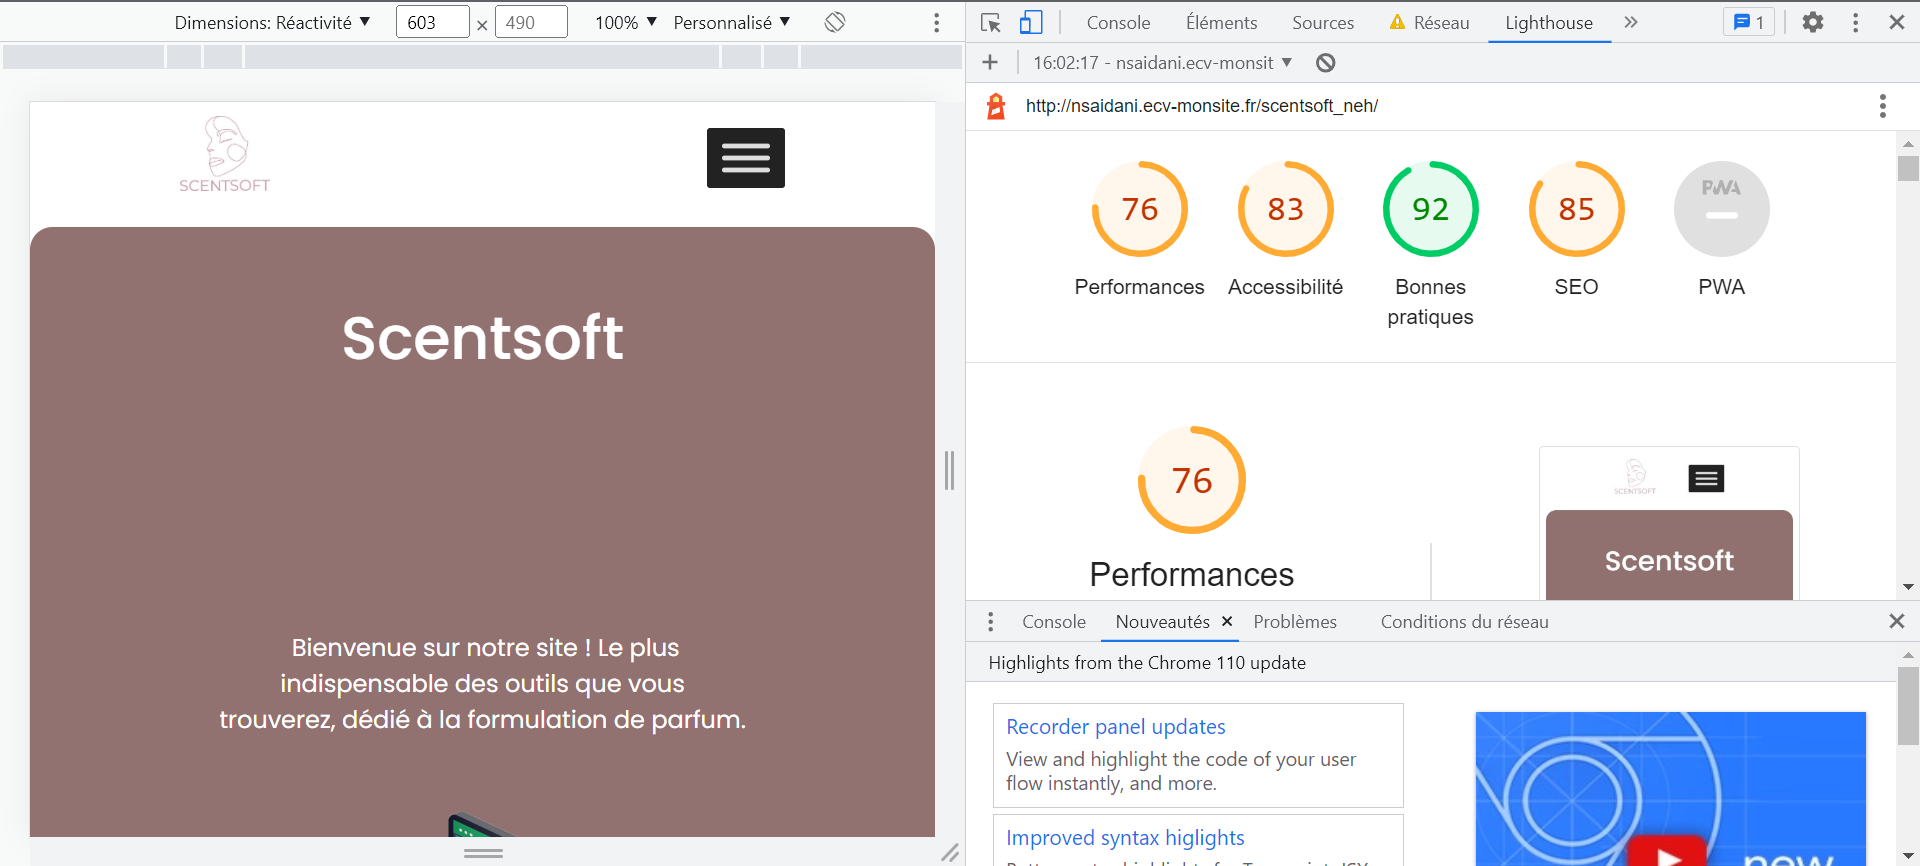 Dimensions: Réactivité ▼ 603 × 490 100% ▼ Personnalisé ▼
SCENTSOFT
Scentsoft
Bienvenue sur notre site ! Le plus
indispensable des outils que vous
trouverez, dédié à la formulation de parfum.
Console Éléments Sources Réseau Lighthouse 1
16:02:17 - nsaidani.ecv-monsit ▼
http://nsaidani.ecv-monsite.fr/scentsoft_neh/
76 83 92 85 PWA
Performances Accessibilité Bonnes pratiques SEO PWA
76
Performances
SCENTSOFT
Scentsoft
Console Nouveautés Problèmes Conditions du réseau
Highlights from the Chrome 110 update
Recorder panel updates
View and highlight the code of your user
flow instantly, and more.
Improved syntax higlights
new